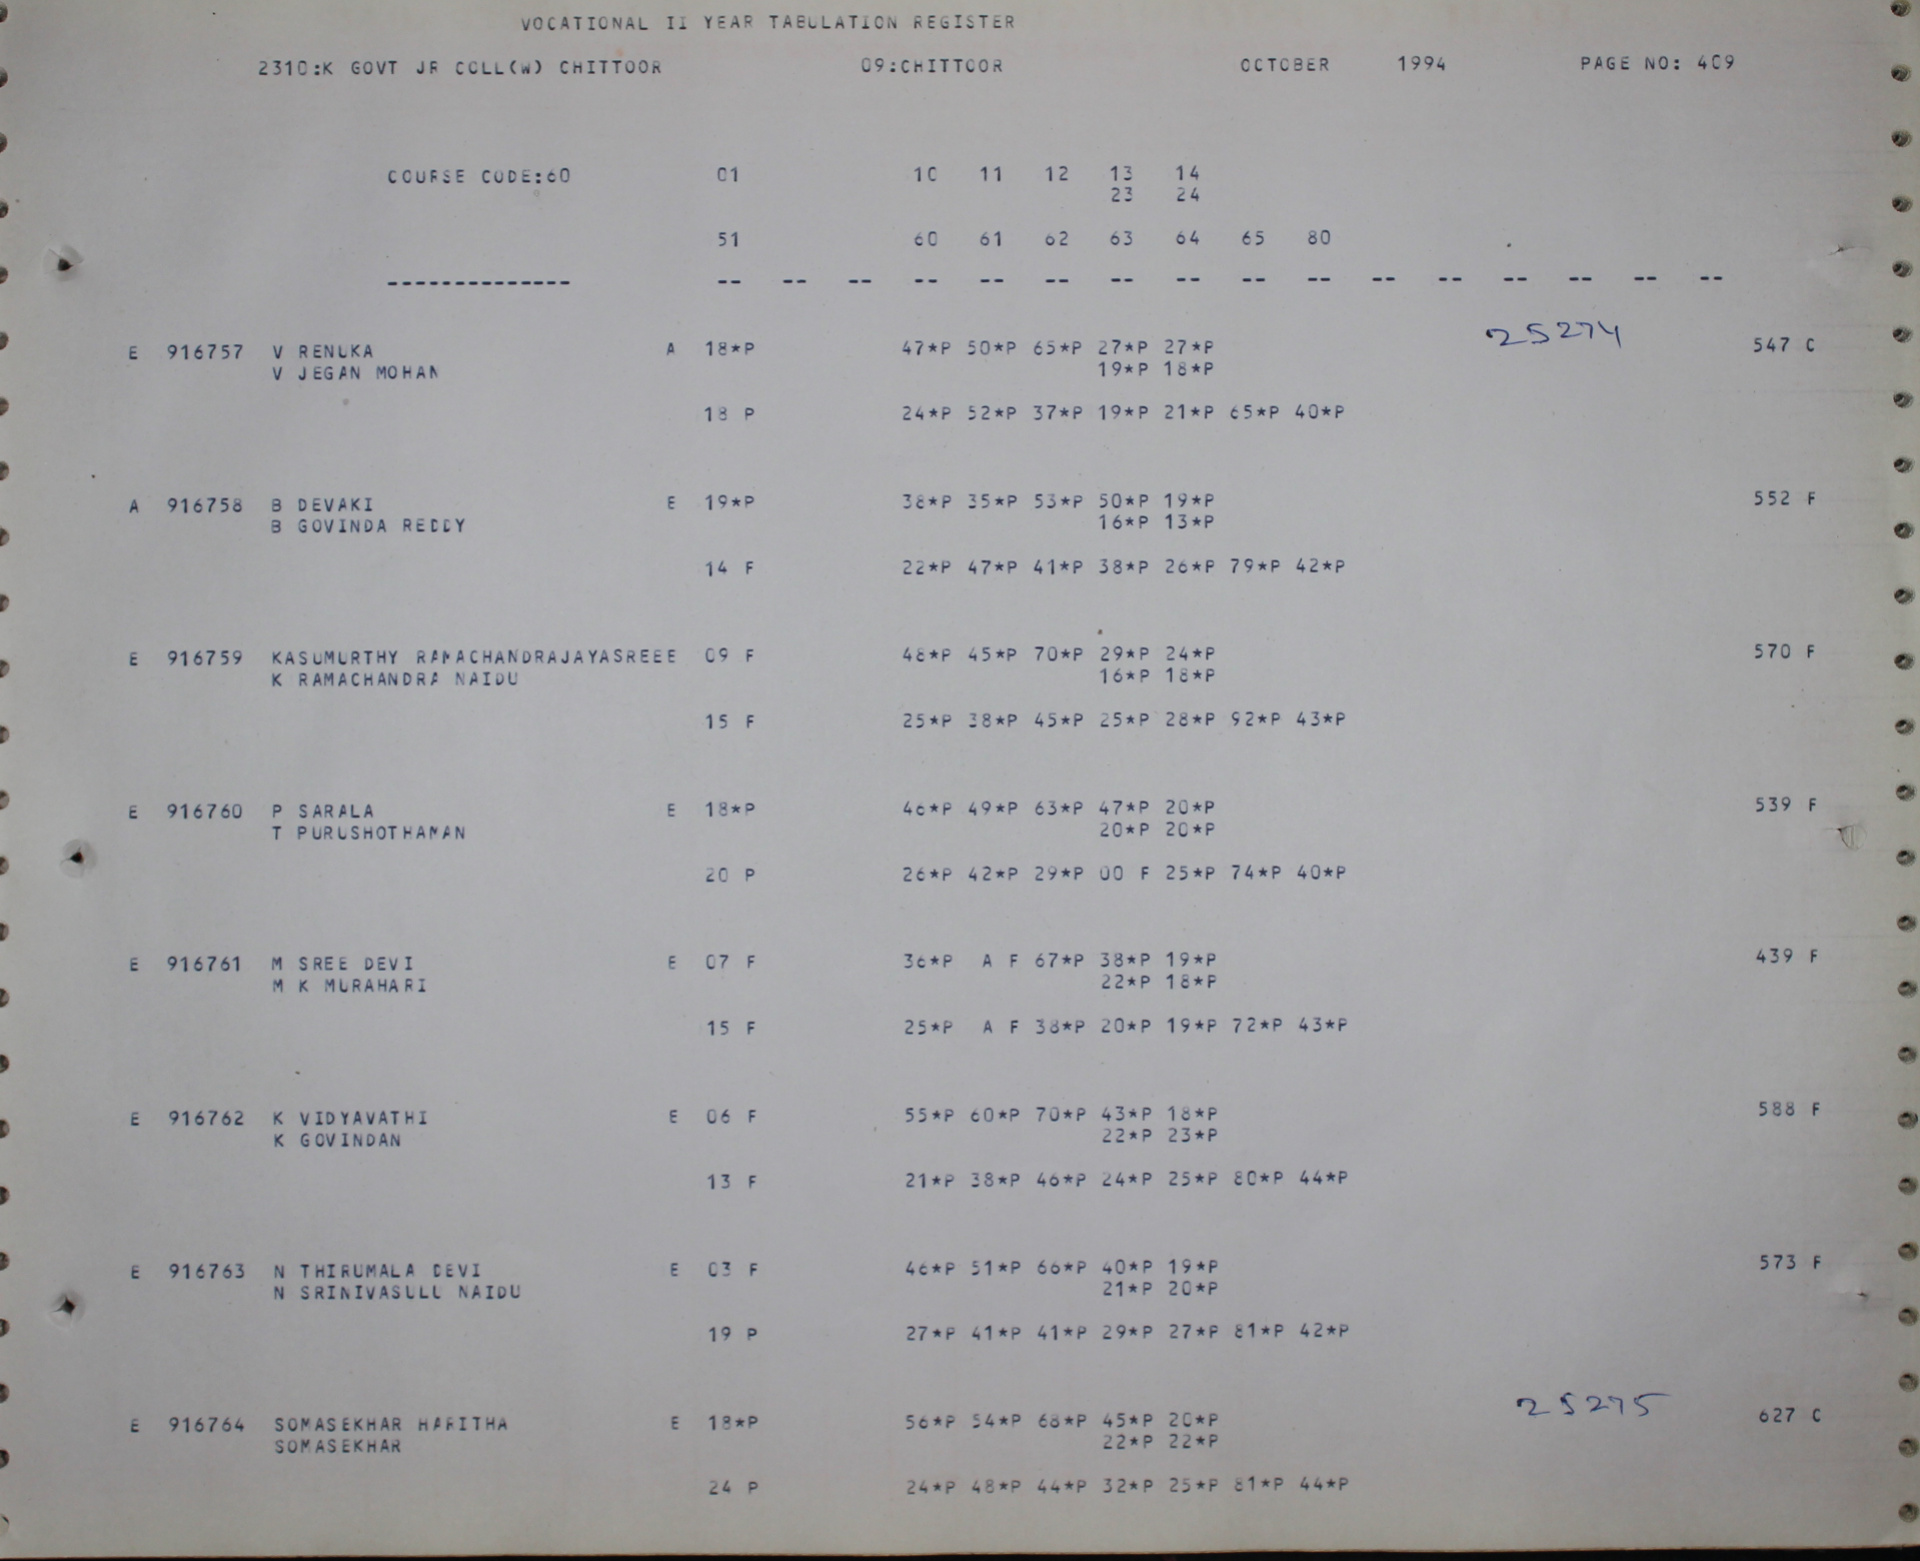 VOCATIONAL II YEAR TABULATION REGISTER
2310:K GOVT JR COLL(W) CHITTOOR 09:CHITTOOR OCTOBER 1994 PAGE NO: 409
COURSE CODE:60 01 10 11 12 13 14
23 24
51 60 61 62 63 64 65 80
-------------- -- -- -- -- -- -- -- -- -- -- -- -- -- -- -- --
25274
E 916757 V RENUKA A 18*P 47*P 50*P 65*P 27*P 27*P 547 C
V JEGAN MOHAN 19*P 18*P
18 P 24*P 52*P 37*P 19*P 21*P 65*P 40*P
A 916758 B DEVAKI E 19*P 38*P 35*P 53*P 50*P 19*P 552 F
B GOVINDA REDDY 16*P 13*P
14 F 22*P 47*P 41*P 38*P 26*P 79*P 42*P
E 916759 KASUMURTHY RAMACHANDRAJAYASREEE 09 F 48*P 45*P 70*P 29*P 24*P 570 F
K RAMACHANDRA NAIDU 16*P 18*P
15 F 25*P 38*P 45*P 25*P 28*P 92*P 43*P
E 916760 P SARALA E 18*P 46*P 49*P 63*P 47*P 20*P 539 F
T PURUSHOTHAMAN 20*P 20*P
20 P 26*P 42*P 29*P 00 F 25*P 74*P 40*P
E 916761 M SREE DEVI E 07 F 36*P A F 67*P 38*P 19*P 439 F
M K MURAHARI 22*P 18*P
15 F 25*P A F 38*P 20*P 19*P 72*P 43*P
E 916762 K VIDYAVATHI E 06 F 55*P 60*P 70*P 43*P 18*P 588 F
K GOVINDAN 22*P 23*P
13 F 21*P 38*P 46*P 24*P 25*P 80*P 44*P
E 916763 N THIRUMALA DEVI E 03 F 46*P 51*P 66*P 40*P 19*P 573 F
N SRINIVASULU NAIDU 21*P 20*P
19 P 27*P 41*P 41*P 29*P 27*P 81*P 42*P
25275
E 916764 SOMASEKHAR HARITHA E 18*P 56*P 54*P 68*P 45*P 20*P 627 C
SOMASEKHAR 22*P 22*P
24 P 24*P 48*P 44*P 32*P 25*P 81*P 44*P